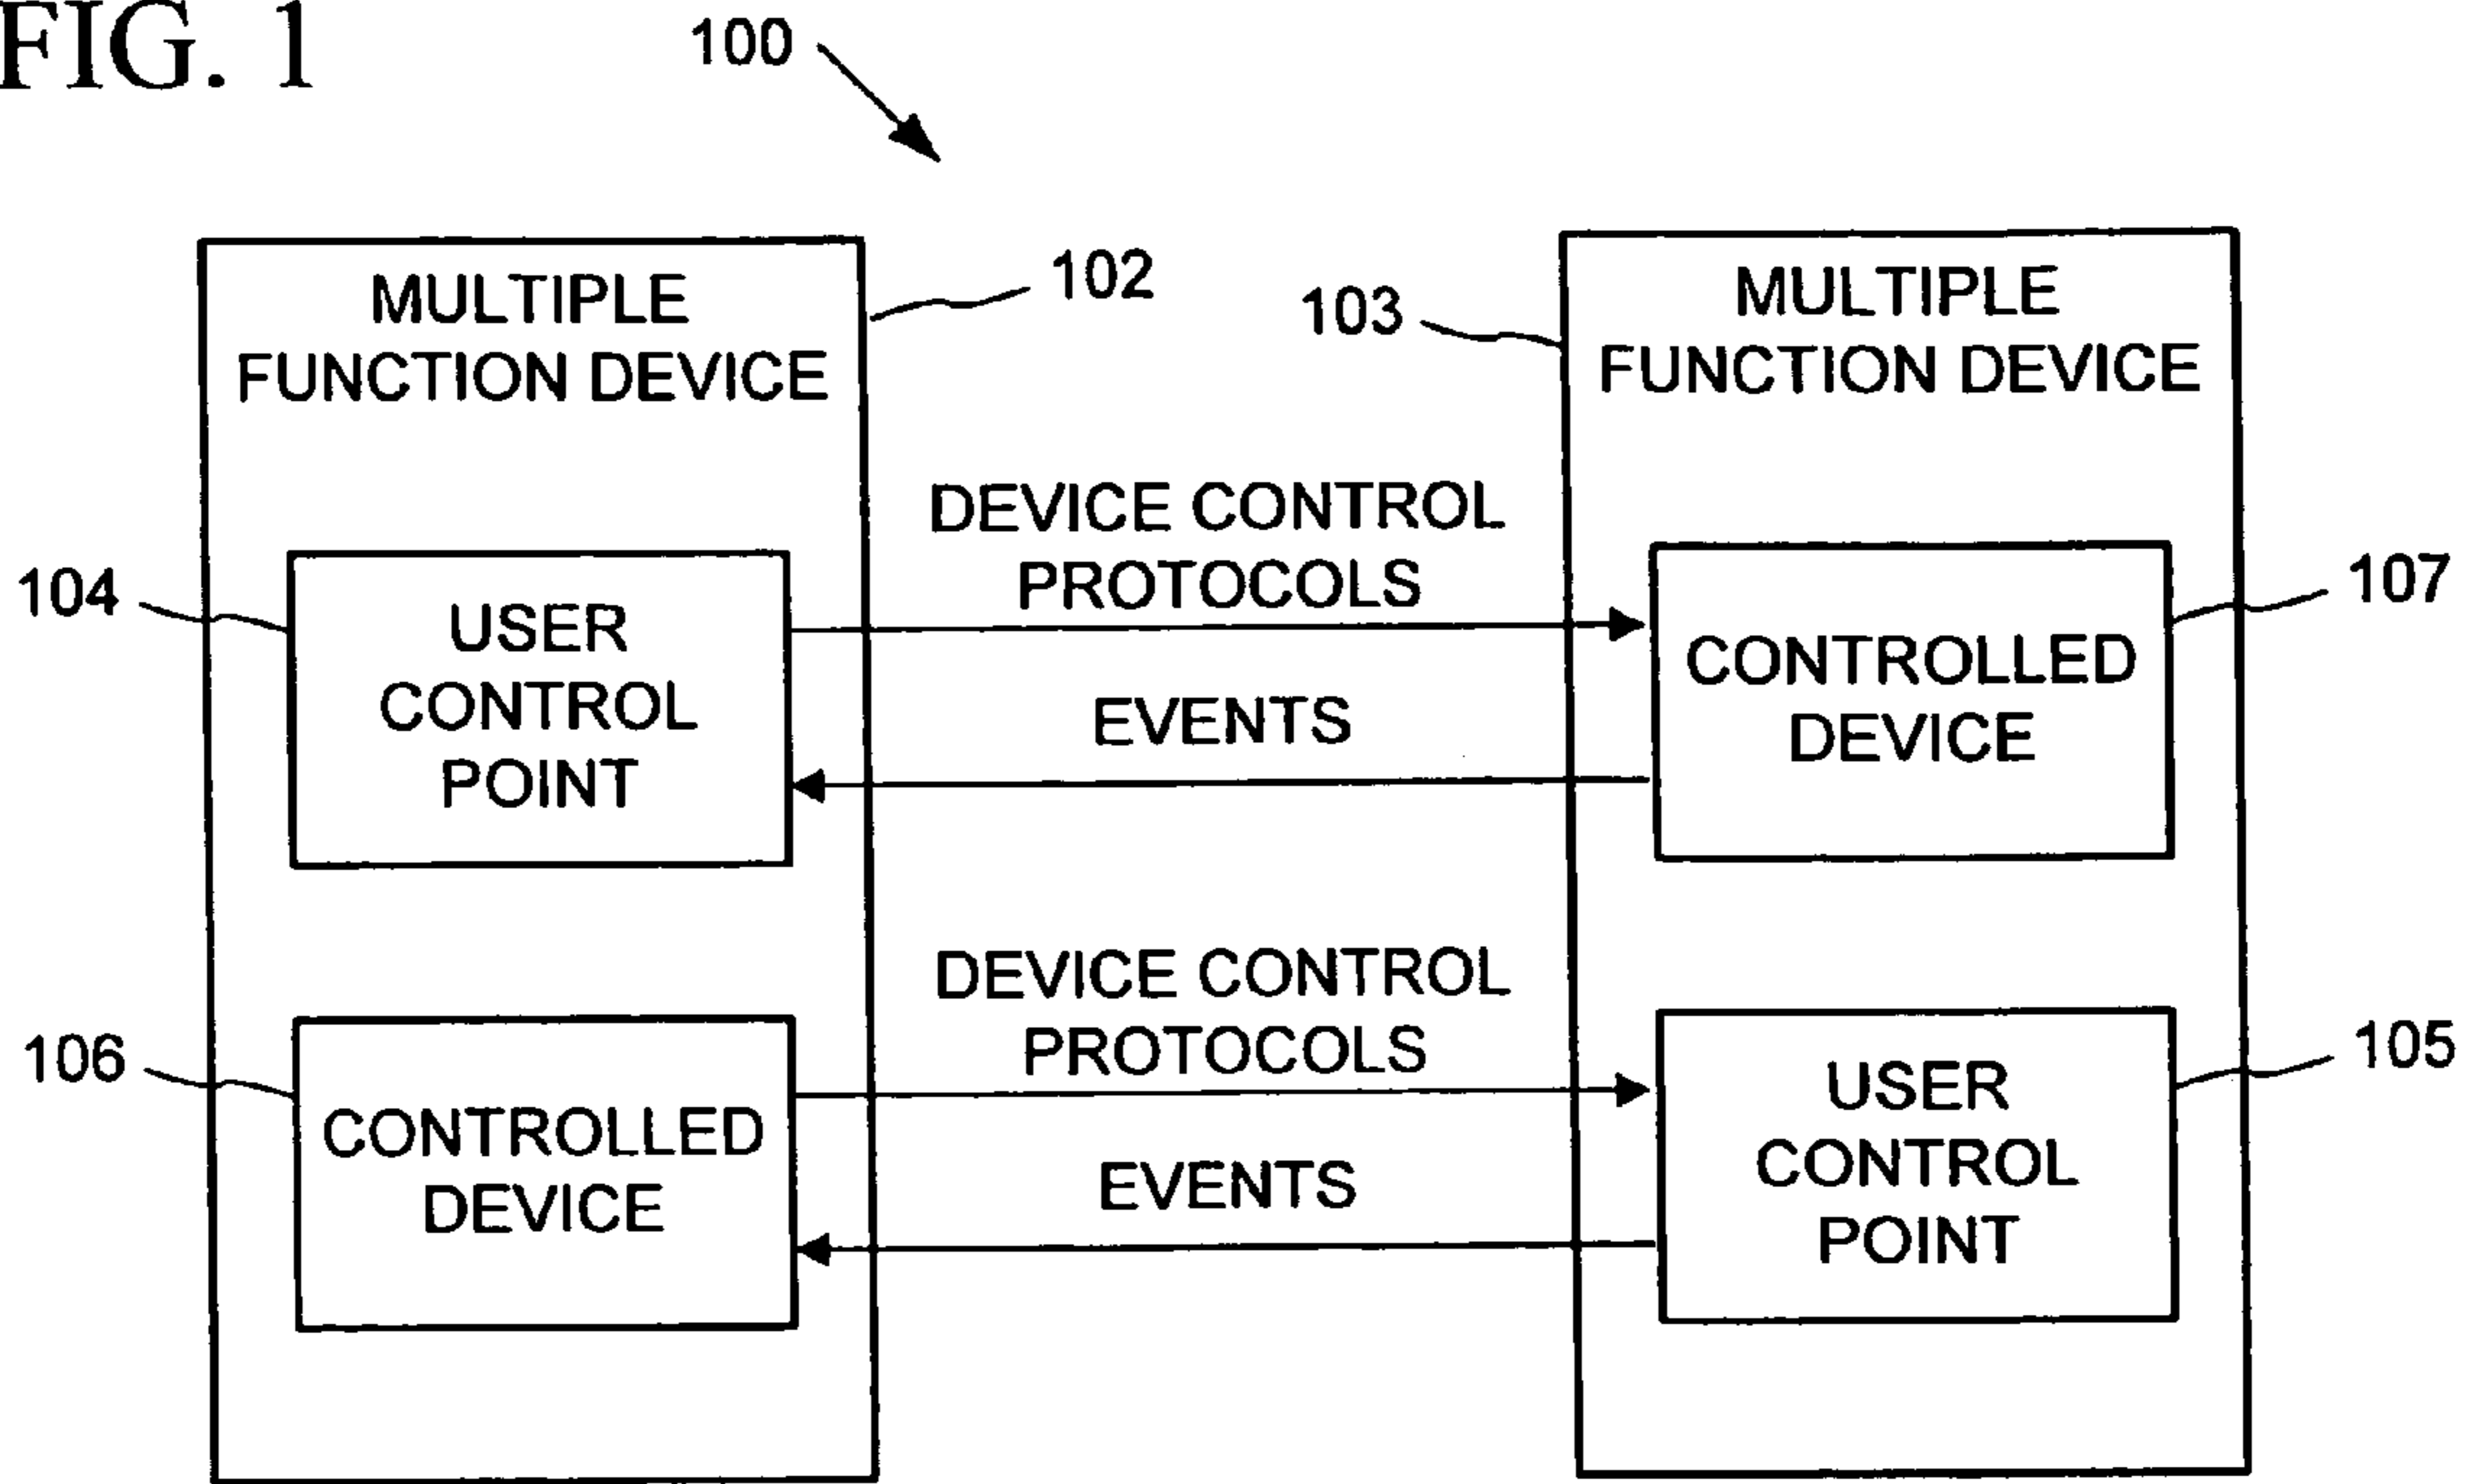 FIG. 1
100
102
103
MULTIPLE
FUNCTION DEVICE
MULTIPLE
FUNCTION DEVICE
DEVICE CONTROL
PROTOCOLS
104
USER
CONTROL
POINT
107
CONTROLLED
DEVICE
EVENTS
DEVICE CONTROL
PROTOCOLS
106
CONTROLLED
DEVICE
105
USER
CONTROL
POINT
EVENTS